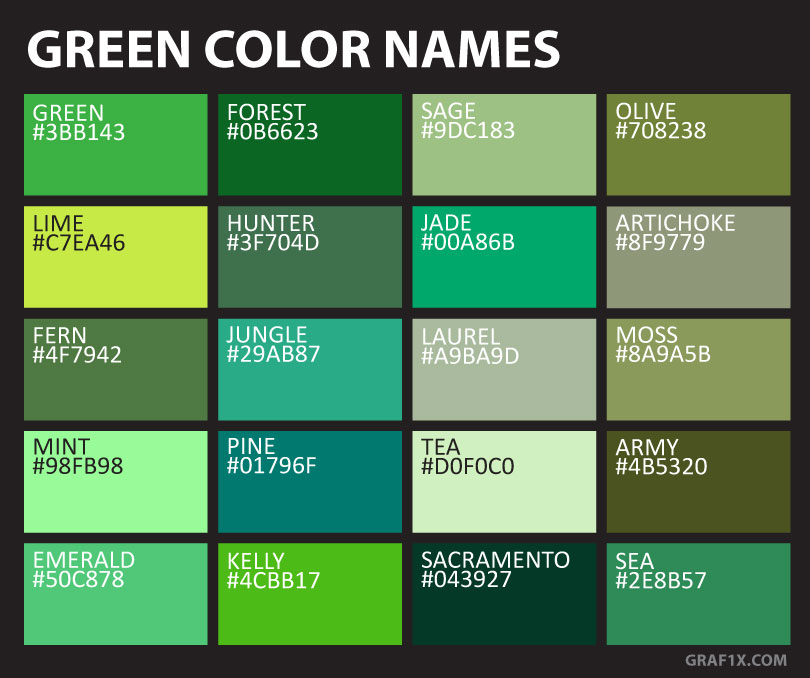 GREEN COLOR NAMES
GREEN
#3BB143
FOREST
#0B6623
SAGE
#9DC183
OLIVE
#708238
LIME
#C7EA46
HUNTER
#3F704D
JADE
#00A86B
ARTICHOKE
#8F9779
FERN
#4F7942
JUNGLE
#29AB87
LAUREL
#A9BA9D
MOSS
#8A9A5B
MINT
#98FB98
PINE
#01796F
TEA
#D0F0C0
ARMY
#4B5320
EMERALD
#50C878
KELLY
#4CBB17
SACRAMENTO
#043927
SEA
#2E8B57
GRAF1X.COM